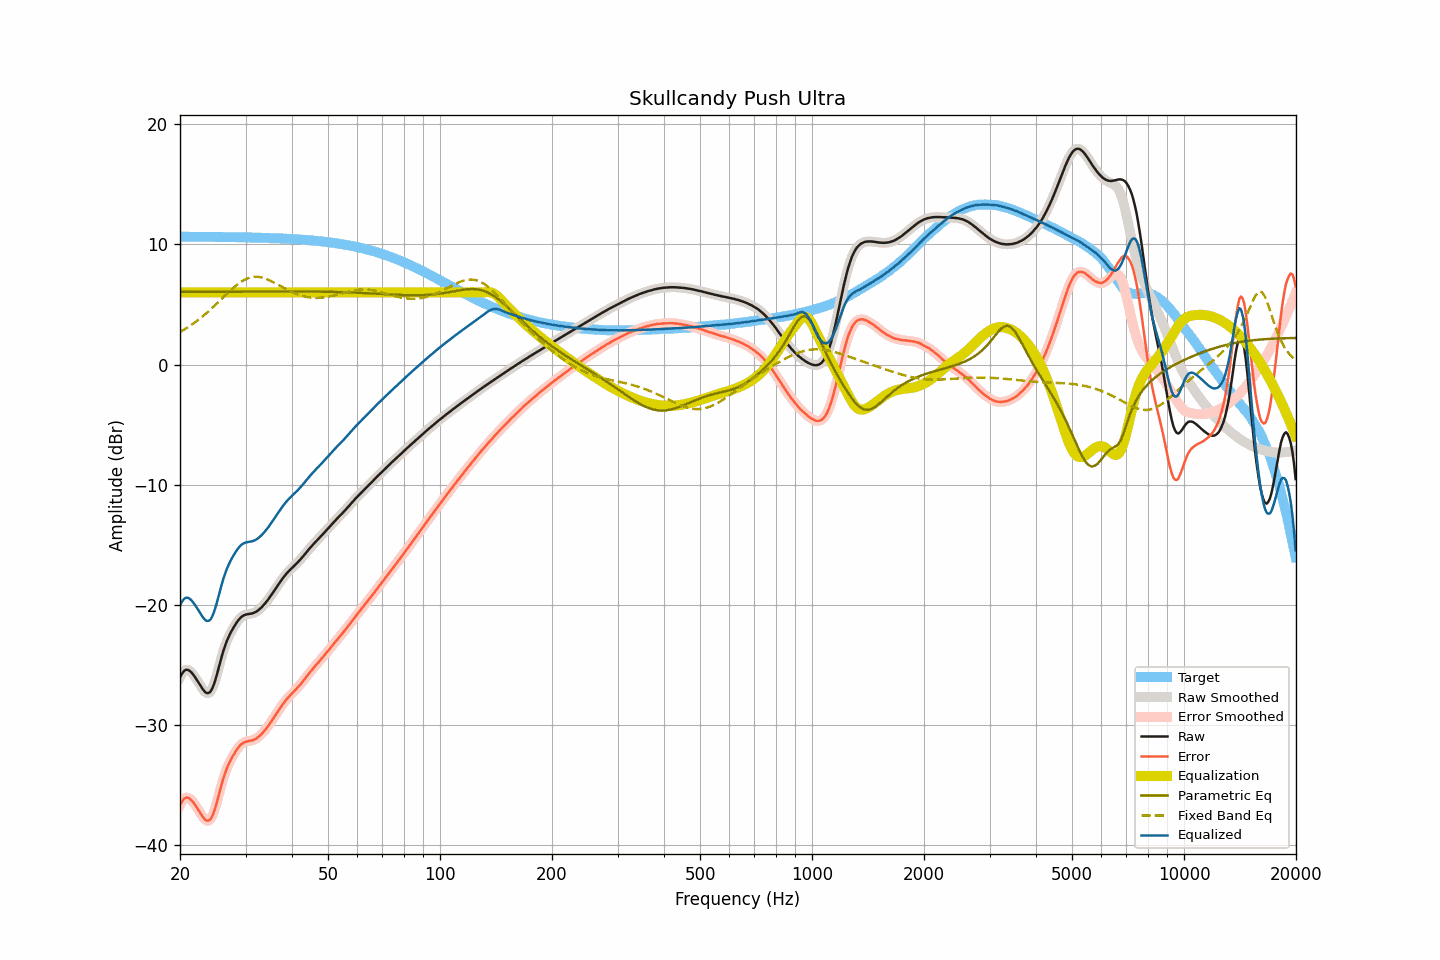 Skullcandy Push Ultra
20
10
0
−10
−20
−30
−40
Amplitude (dBr)
20
50
100
200
500
1000
2000
5000
10000
20000
Frequency (Hz)
Target
Raw Smoothed
Error Smoothed
Raw
Error
Equalization
Parametric Eq
Fixed Band Eq
Equalized